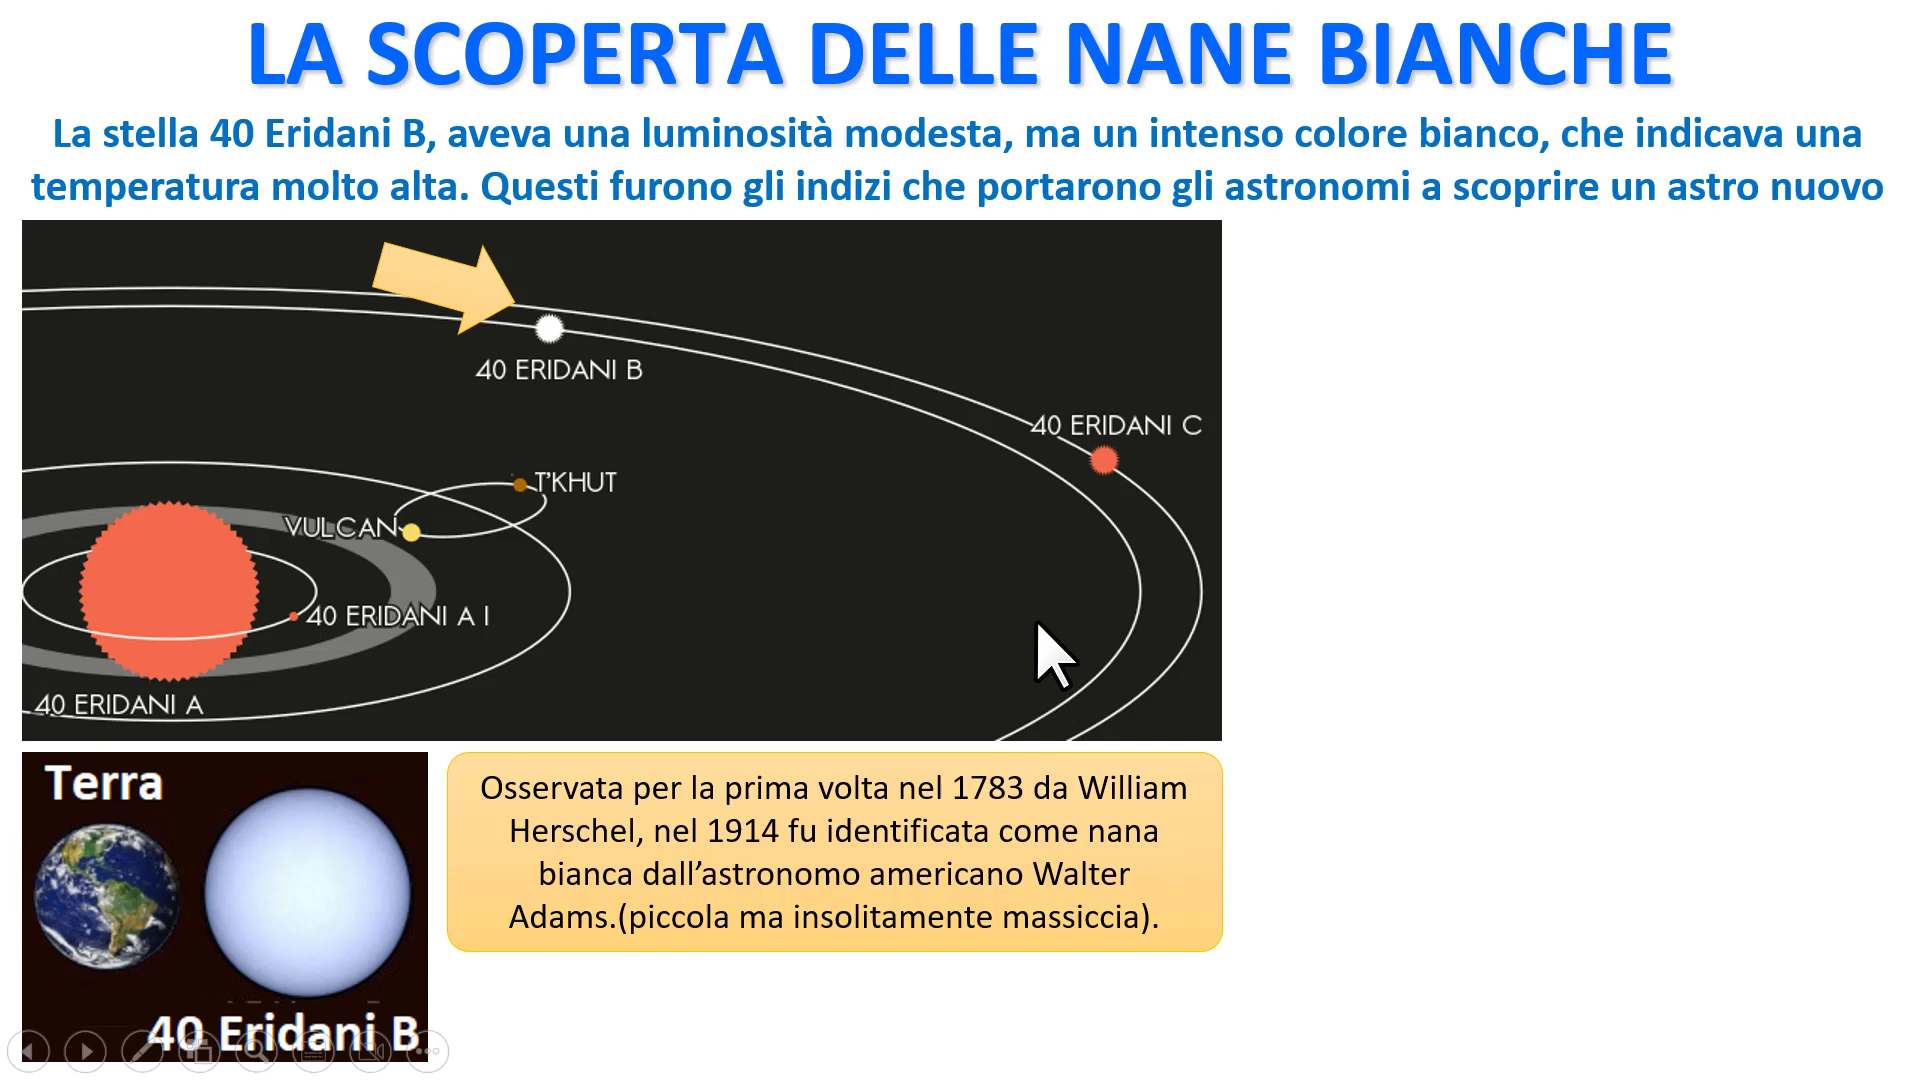 LA SCOPERTA DELLE NANE BIANCHE
La stella 40 Eridani B, aveva una luminosità modesta, ma un intenso colore bianco, che indicava una
temperatura molto alta. Questi furono gli indizi che portarono gli astronomi a scoprire un astro nuovo
40 ERIDANI B
40 ERIDANI C
T'KHUT
VULCAN
40 ERIDANI A I
40 ERIDANI A
Terra
40 Eridani B
Osservata per la prima volta nel 1783 da William
Herschel, nel 1914 fu identificata come nana
bianca dall’astronomo americano Walter
Adams.(piccola ma insolitamente massiccia).